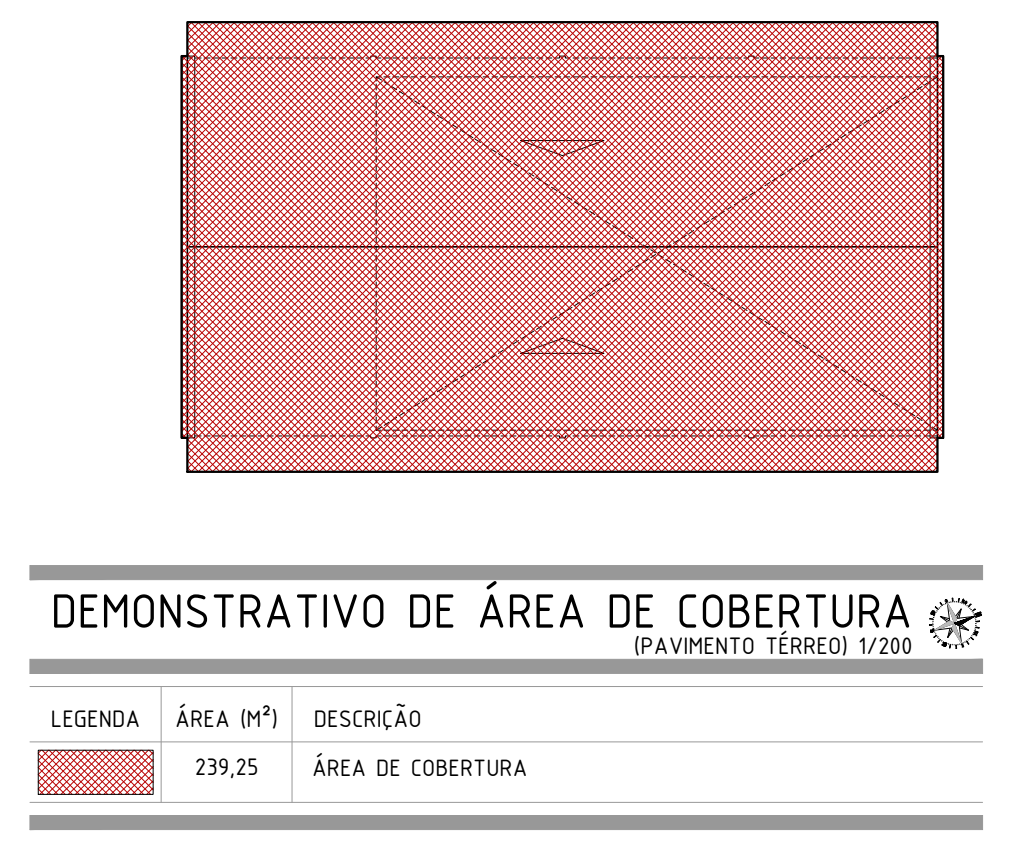 DEMONSTRATIVO DE ÁREA DE COBERTURA
(PAVIMENTO TÉRREO) 1/200
LEGENDA ÁREA (M²) DESCRIÇÃO
239,25 ÁREA DE COBERTURA